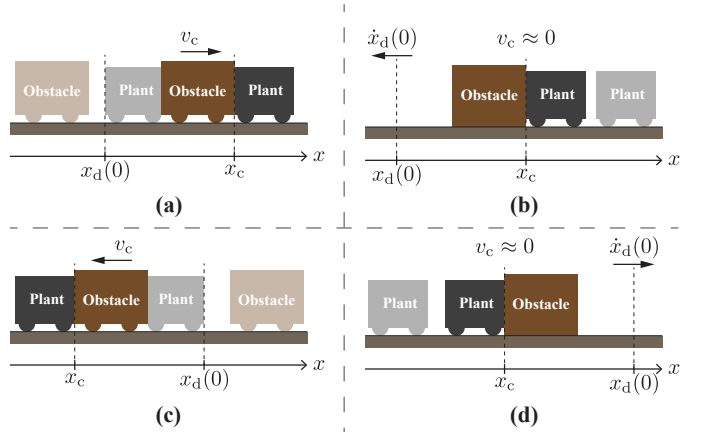 v_c
Obstacle Plant Obstacle Plant
x
x_d(0) x_c
(a)
ẋ_d(0) v_c ≈ 0
Obstacle Plant Plant
x
x_d(0) x_c
(b)
v_c
Plant Obstacle Plant Obstacle
x
x_c x_d(0)
(c)
v_c ≈ 0 ẋ_d(0)
Plant Plant Obstacle
x
x_c x_d(0)
(d)